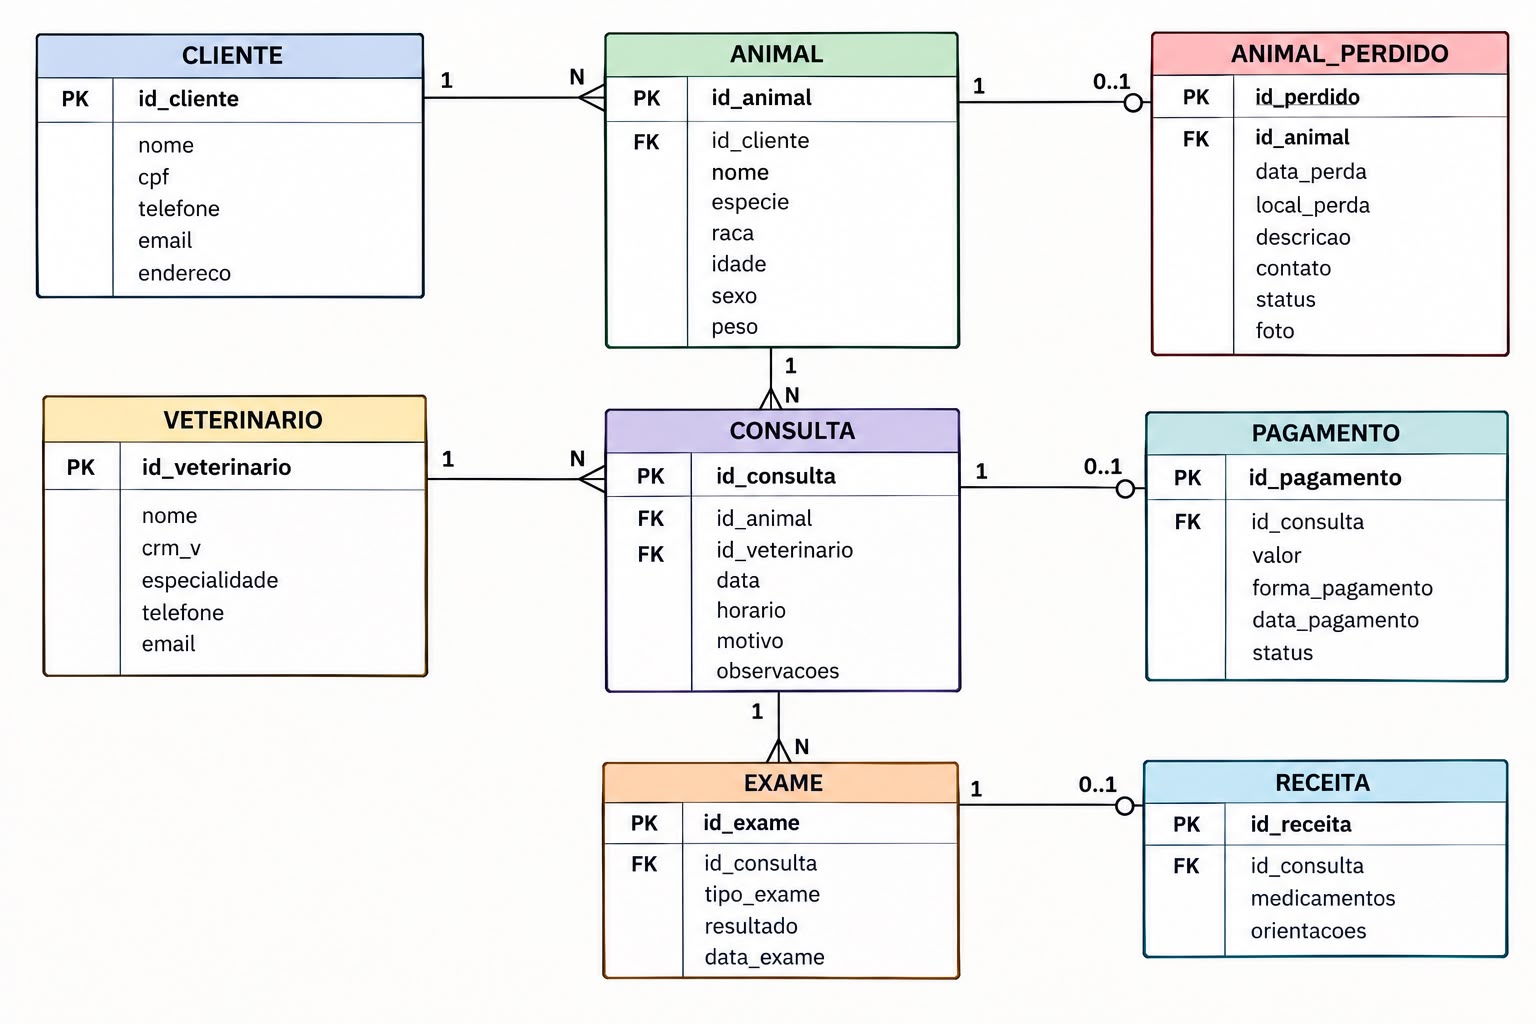 CLIENTE
PK id_cliente
nome
cpf
telefone
email
endereco
1 N
ANIMAL
PK id_animal
FK id_cliente
nome
especie
raca
idade
sexo
peso
1 0..1
ANIMAL_PERDIDO
PK id_perdido
FK id_animal
data_perda
local_perda
descricao
contato
status
foto
1
N
VETERINARIO
PK id_veterinario
nome
crm_v
especialidade
telefone
email
1 N
CONSULTA
PK id_consulta
FK id_animal
FK id_veterinario
data
horario
motivo
observacoes
1 0..1
PAGAMENTO
PK id_pagamento
FK id_consulta
valor
forma_pagamento
data_pagamento
status
1
N
EXAME
PK id_exame
FK id_consulta
tipo_exame
resultado
data_exame
1 0..1
RECEITA
PK id_receita
FK id_consulta
medicamentos
orientacoes